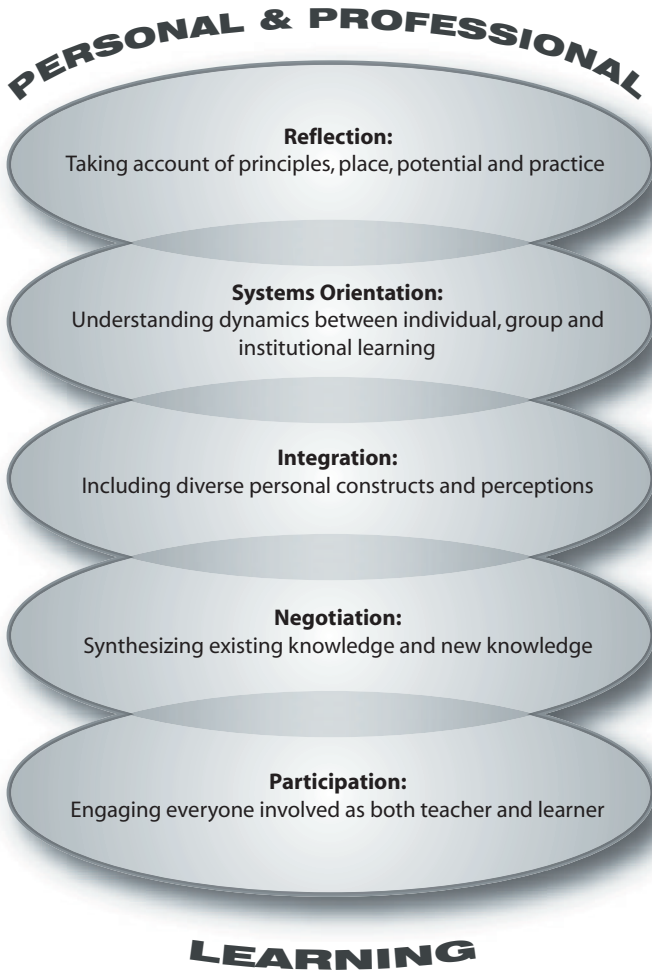 PERSONAL & PROFESSIONAL
Reflection:
Taking account of principles, place, potential and practice
Systems Orientation:
Understanding dynamics between individual, group and
institutional learning
Integration:
Including diverse personal constructs and perceptions
Negotiation:
Synthesizing existing knowledge and new knowledge
Participation:
Engaging everyone involved as both teacher and learner
LEARNING